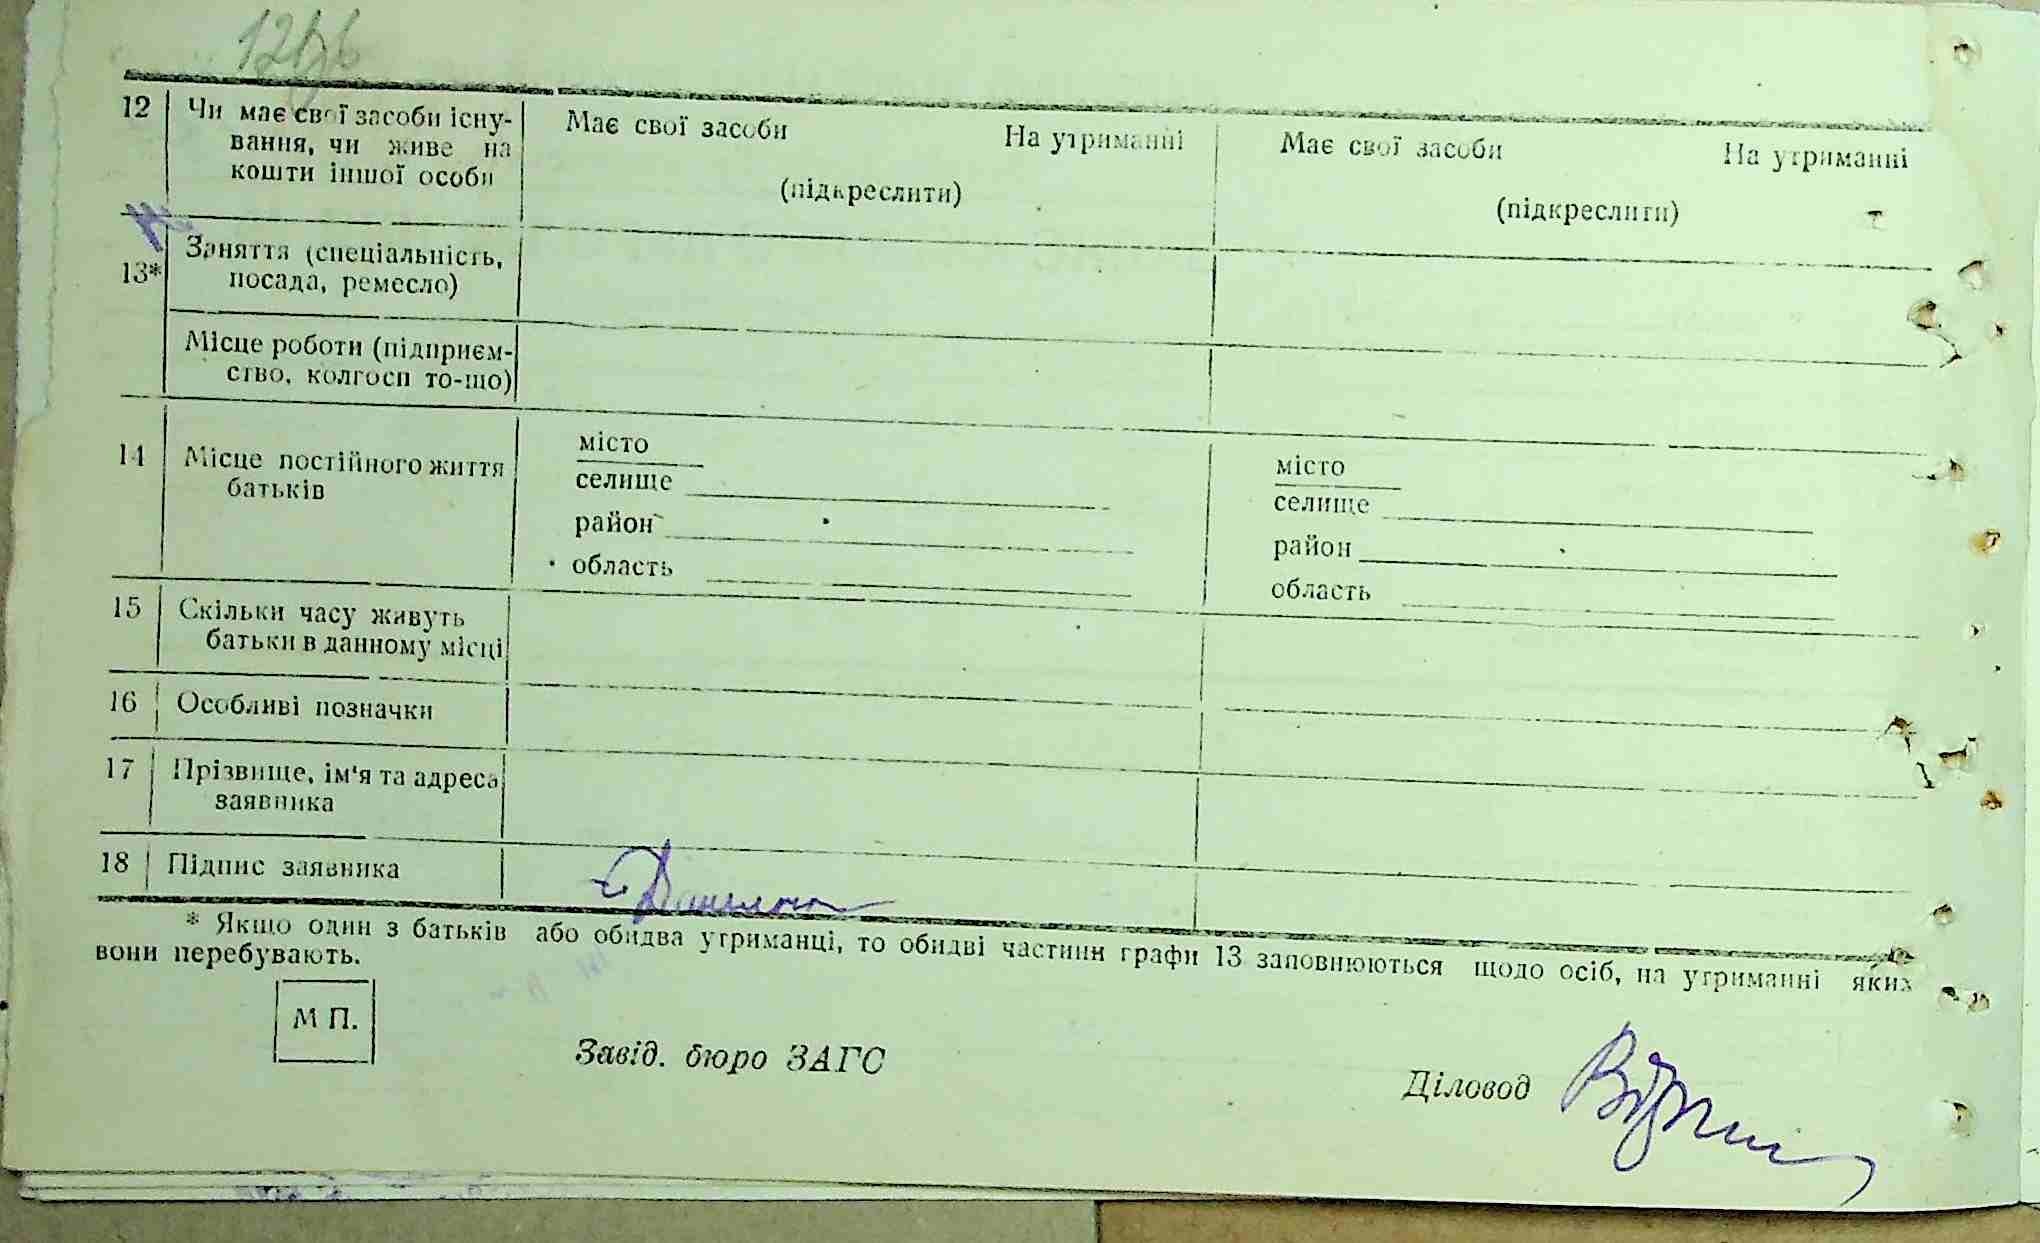 12 Чи має свої засоби існу-
вання, чи живе на
кошти іншої особи
Має свої засоби На утриманні
(підкреслити)
Має свої засоби На утриманні
(підкреслити)
13* Заняття (спеціальність,
посада, ремесло)
Місце роботи (підприєм-
ство, колгосп то-що)
14 Місце постійного життя
батьків
місто
селище
район
область
місто
селище
район
область
15 Скільки часу живуть
батьки в данному місці
16 Особливі позначки
17 Прізвище, ім'я та адреса
заявника
18 Підпис заявника
* Якщо один з батьків або обидва утриманці, то обидві частини графи 13 заповнюються щодо осіб, на утриманні яких
вони перебувають.
М П.
Завід. бюро ЗАГС
Діловод